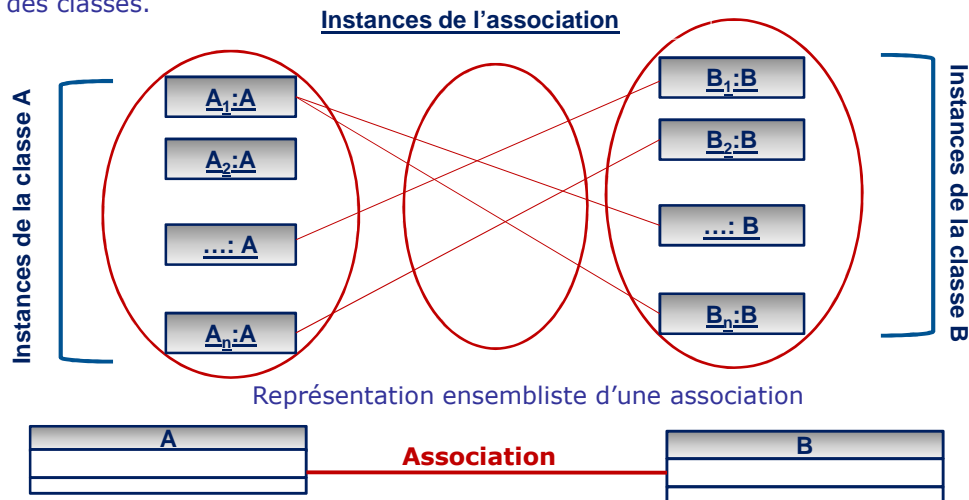 des classes.
Instances de l’association
Instances de la classe A
A1:A
A2:A
…: A
An:A
B1:B
B2:B
…: B
Bn:B
Instances de la classe B
Représentation ensembliste d’une association
A
Association
B